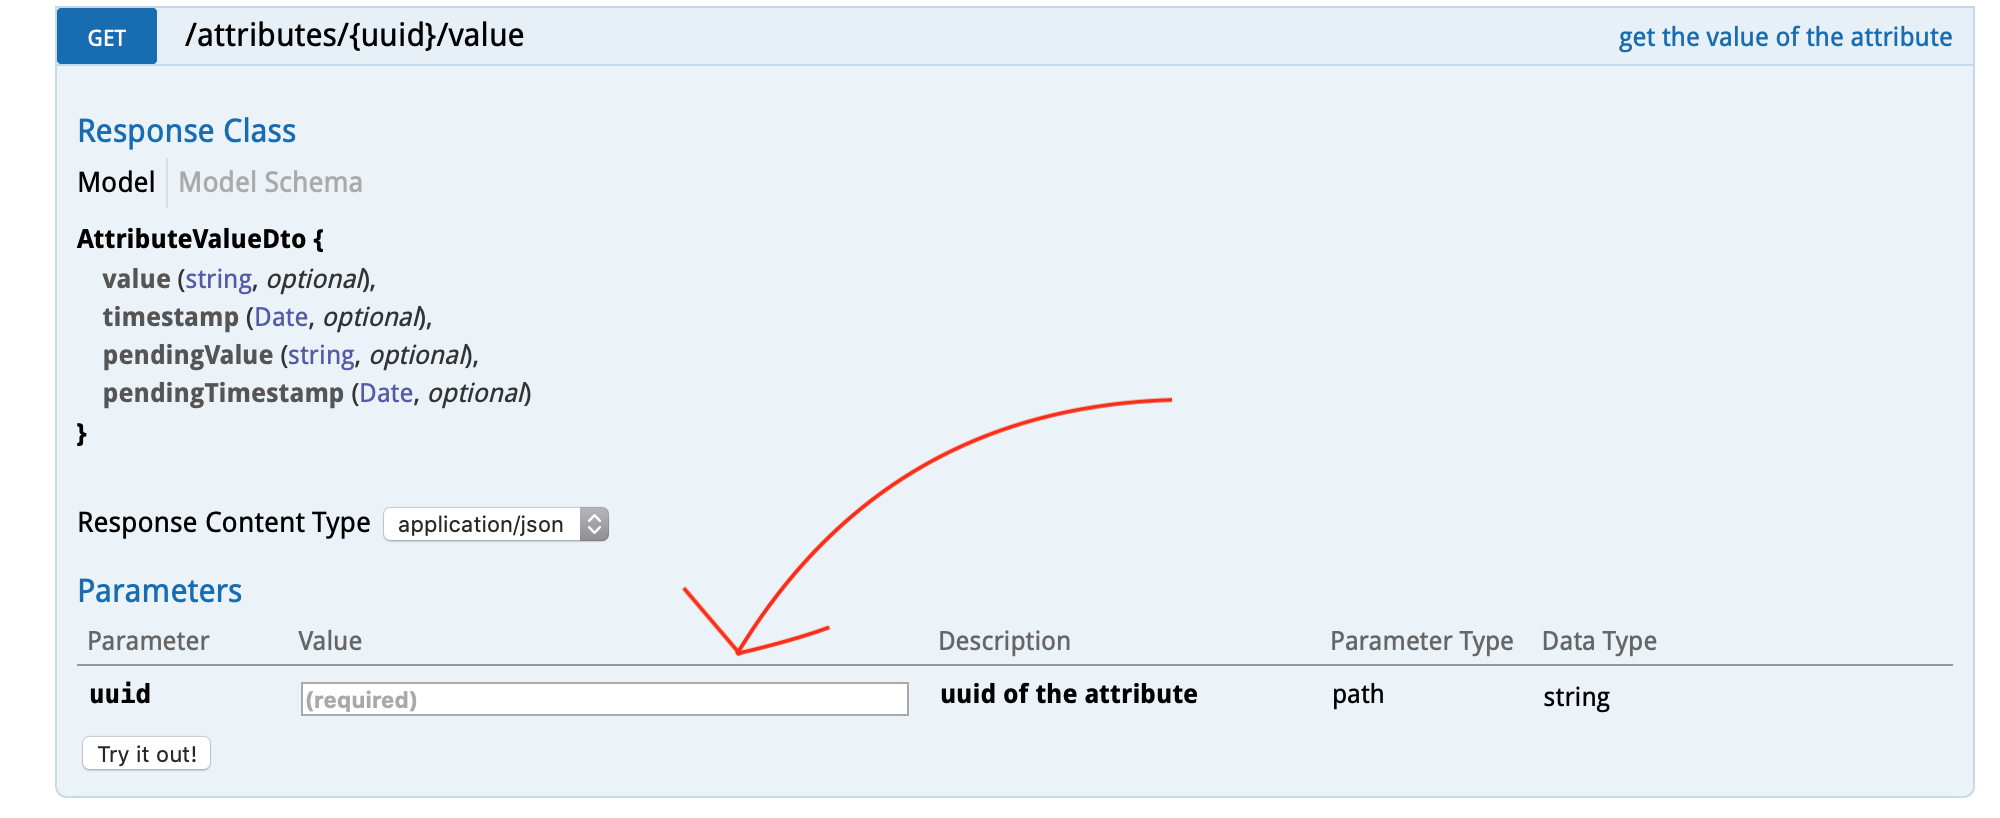 GET /attributes/{uuid}/value get the value of the attribute
Response Class
Model Model Schema
AttributeValueDto {
value (string, optional),
timestamp (Date, optional),
pendingValue (string, optional),
pendingTimestamp (Date, optional)
}
Response Content Type application/json
Parameters
Parameter Value Description Parameter Type Data Type
uuid (required) uuid of the attribute path string
Try it out!